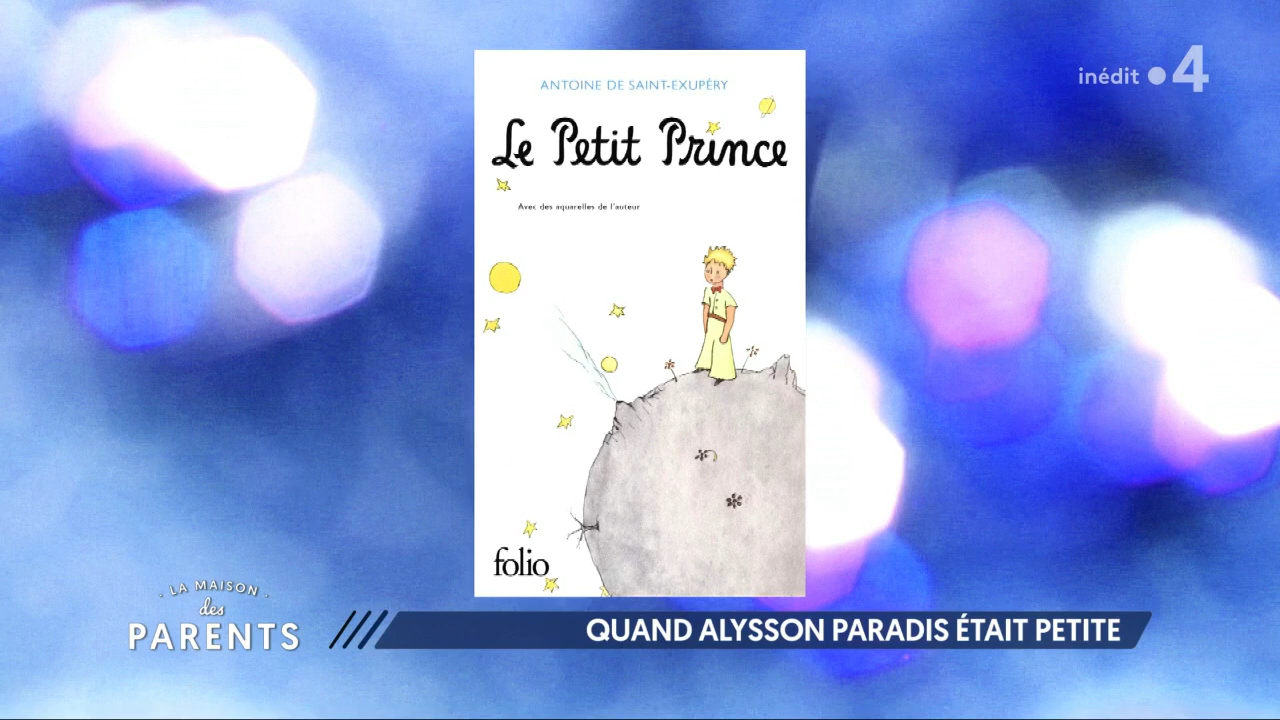 inédit 4
ANTOINE DE SAINT-EXUPÉRY
Le Petit Prince
Avec des aquarelles de l'auteur
folio
· LA MAISON ·
des
PARENTS
QUAND ALYSSON PARADIS ÉTAIT PETITE